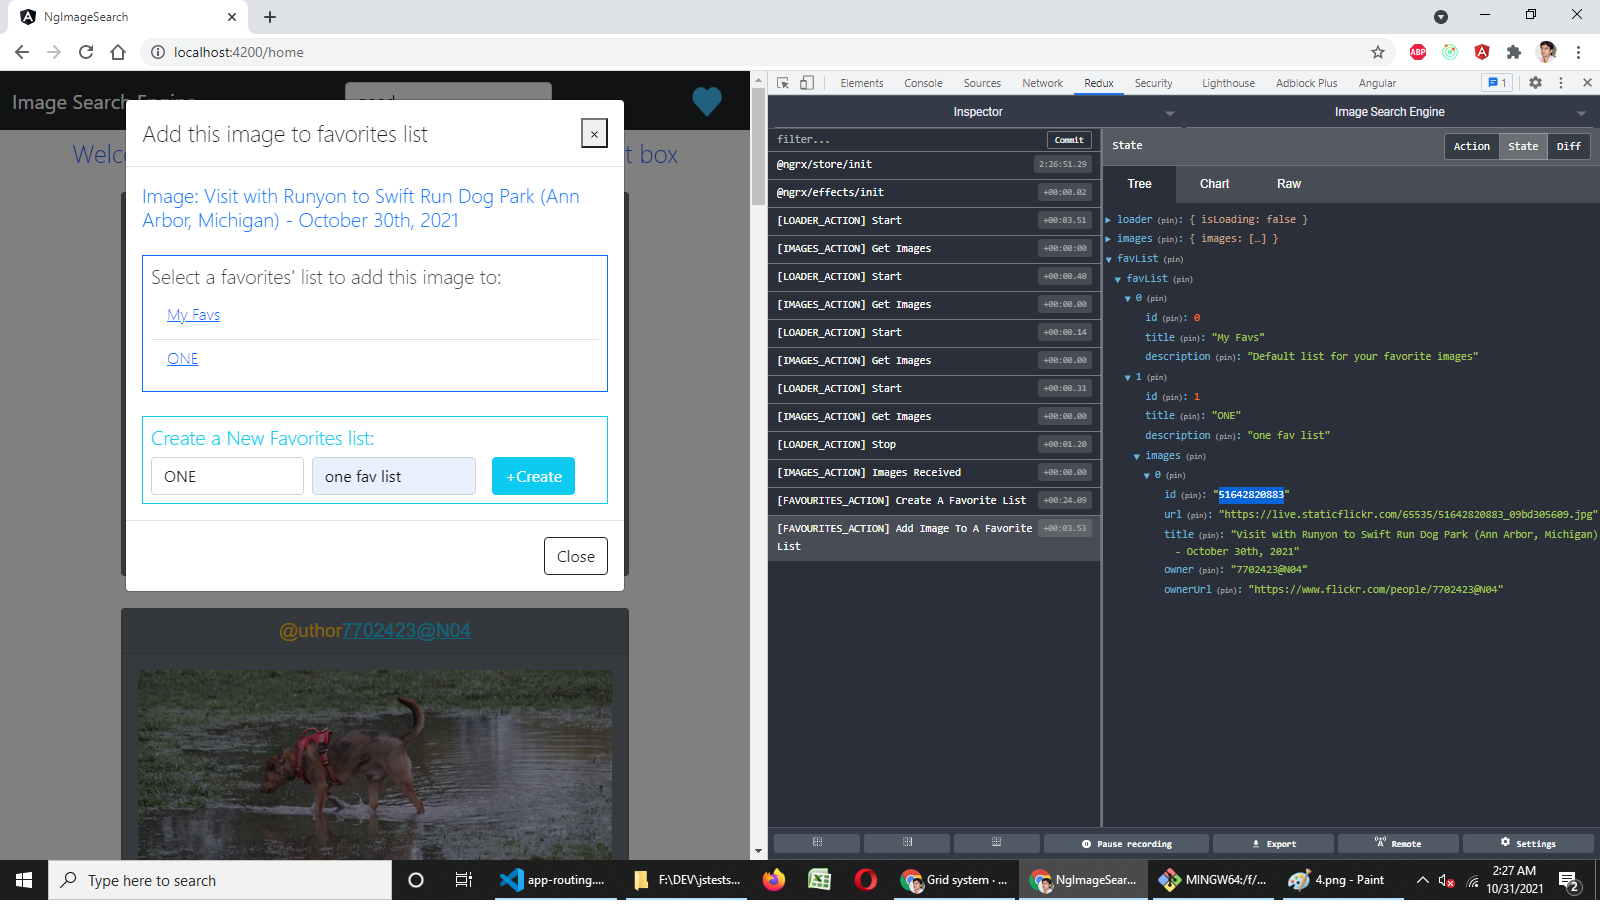 NgImageSearch
localhost:4200/home
ABP
Image Search Engine
good
Welc
t box
Add this image to favorites list
×
Image: Visit with Runyon to Swift Run Dog Park (Ann
Arbor, Michigan) - October 30th, 2021
Select a favorites' list to add this image to:
My Favs
ONE
Create a New Favorites list:
ONE
one fav list
+Create
Close
@uthor7702423@N04
Elements Console Sources Network Redux Security Lighthouse Adblock Plus Angular 1
Inspector
Image Search Engine
filter...
Commit
@ngrx/store/init 2:26:51.29
@ngrx/effects/init +00:00.02
[LOADER_ACTION] Start +00:03.51
[IMAGES_ACTION] Get Images +00:00:00
[LOADER_ACTION] Start +00:00.40
[IMAGES_ACTION] Get Images +00:00.00
[LOADER_ACTION] Start +00:00.14
[IMAGES_ACTION] Get Images +00:00.00
[LOADER_ACTION] Start +00:00.31
[IMAGES_ACTION] Get Images +00:00.00
[LOADER_ACTION] Stop +00:01.20
[IMAGES_ACTION] Images Received +00:00.00
[FAVOURITES_ACTION] Create A Favorite List +00:24.09
[FAVOURITES_ACTION] Add Image To A Favorite +00:03.53
List
State
Action State Diff
Tree Chart Raw
loader (pin): { isLoading: false }
images (pin): { images: […] }
favList (pin)
favList (pin)
0 (pin)
id (pin): 0
title (pin): "My Favs"
description (pin): "Default list for your favorite images"
1 (pin)
id (pin): 1
title (pin): "ONE"
description (pin): "one fav list"
images (pin)
0 (pin)
id (pin): "51642820883"
url (pin): "https://live.staticflickr.com/65535/51642820883_09bd305609.jpg"
title (pin): "Visit with Runyon to Swift Run Dog Park (Ann Arbor, Michigan)
- October 30th, 2021"
owner (pin): "7702423@N04"
ownerUrl (pin): "https://www.flickr.com/people/7702423@N04"
Pause recording
Export
Remote
Settings
Type here to search
app-routing....
F:\DEV\jstests...
Grid system · ...
NgImageSear...
MINGW64:/f/...
4.png - Paint
2:27 AM
10/31/2021
2